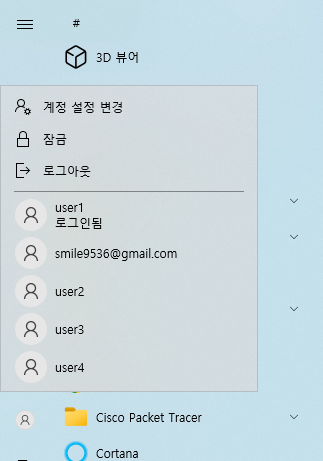 #
3D 뷰어
계정 설정 변경
잠금
로그아웃
user1
로그인됨
smile9536@gmail.com
user2
user3
user4
Cisco Packet Tracer
Cortana